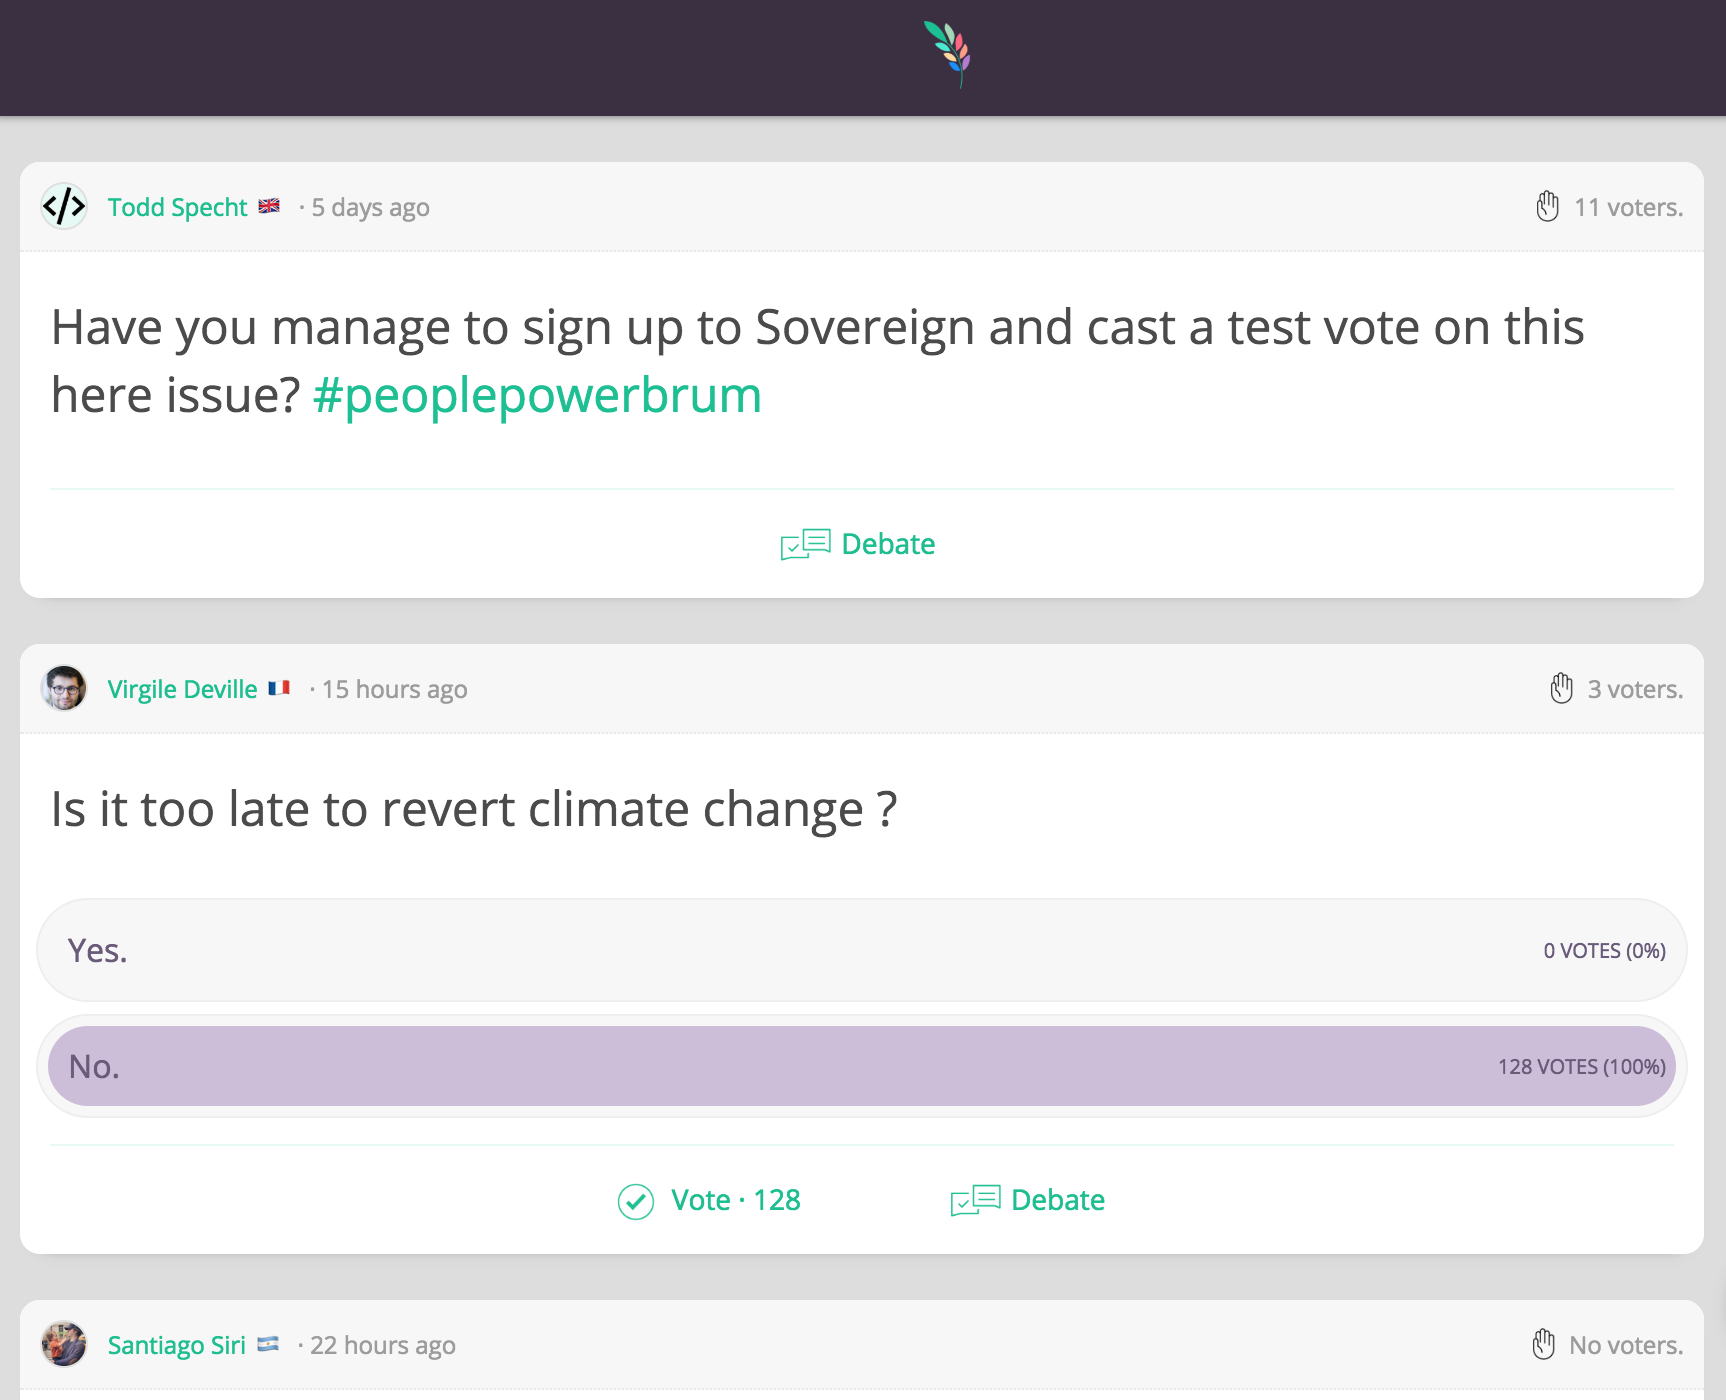 Todd Specht · 5 days ago
11 voters.
Have you manage to sign up to Sovereign and cast a test vote on this
here issue? #peoplepowerbrum
Debate
Virgile Deville · 15 hours ago
3 voters.
Is it too late to revert climate change ?
Yes.
0 VOTES (0%)
No.
128 VOTES (100%)
Vote · 128
Debate
Santiago Siri · 22 hours ago
No voters.